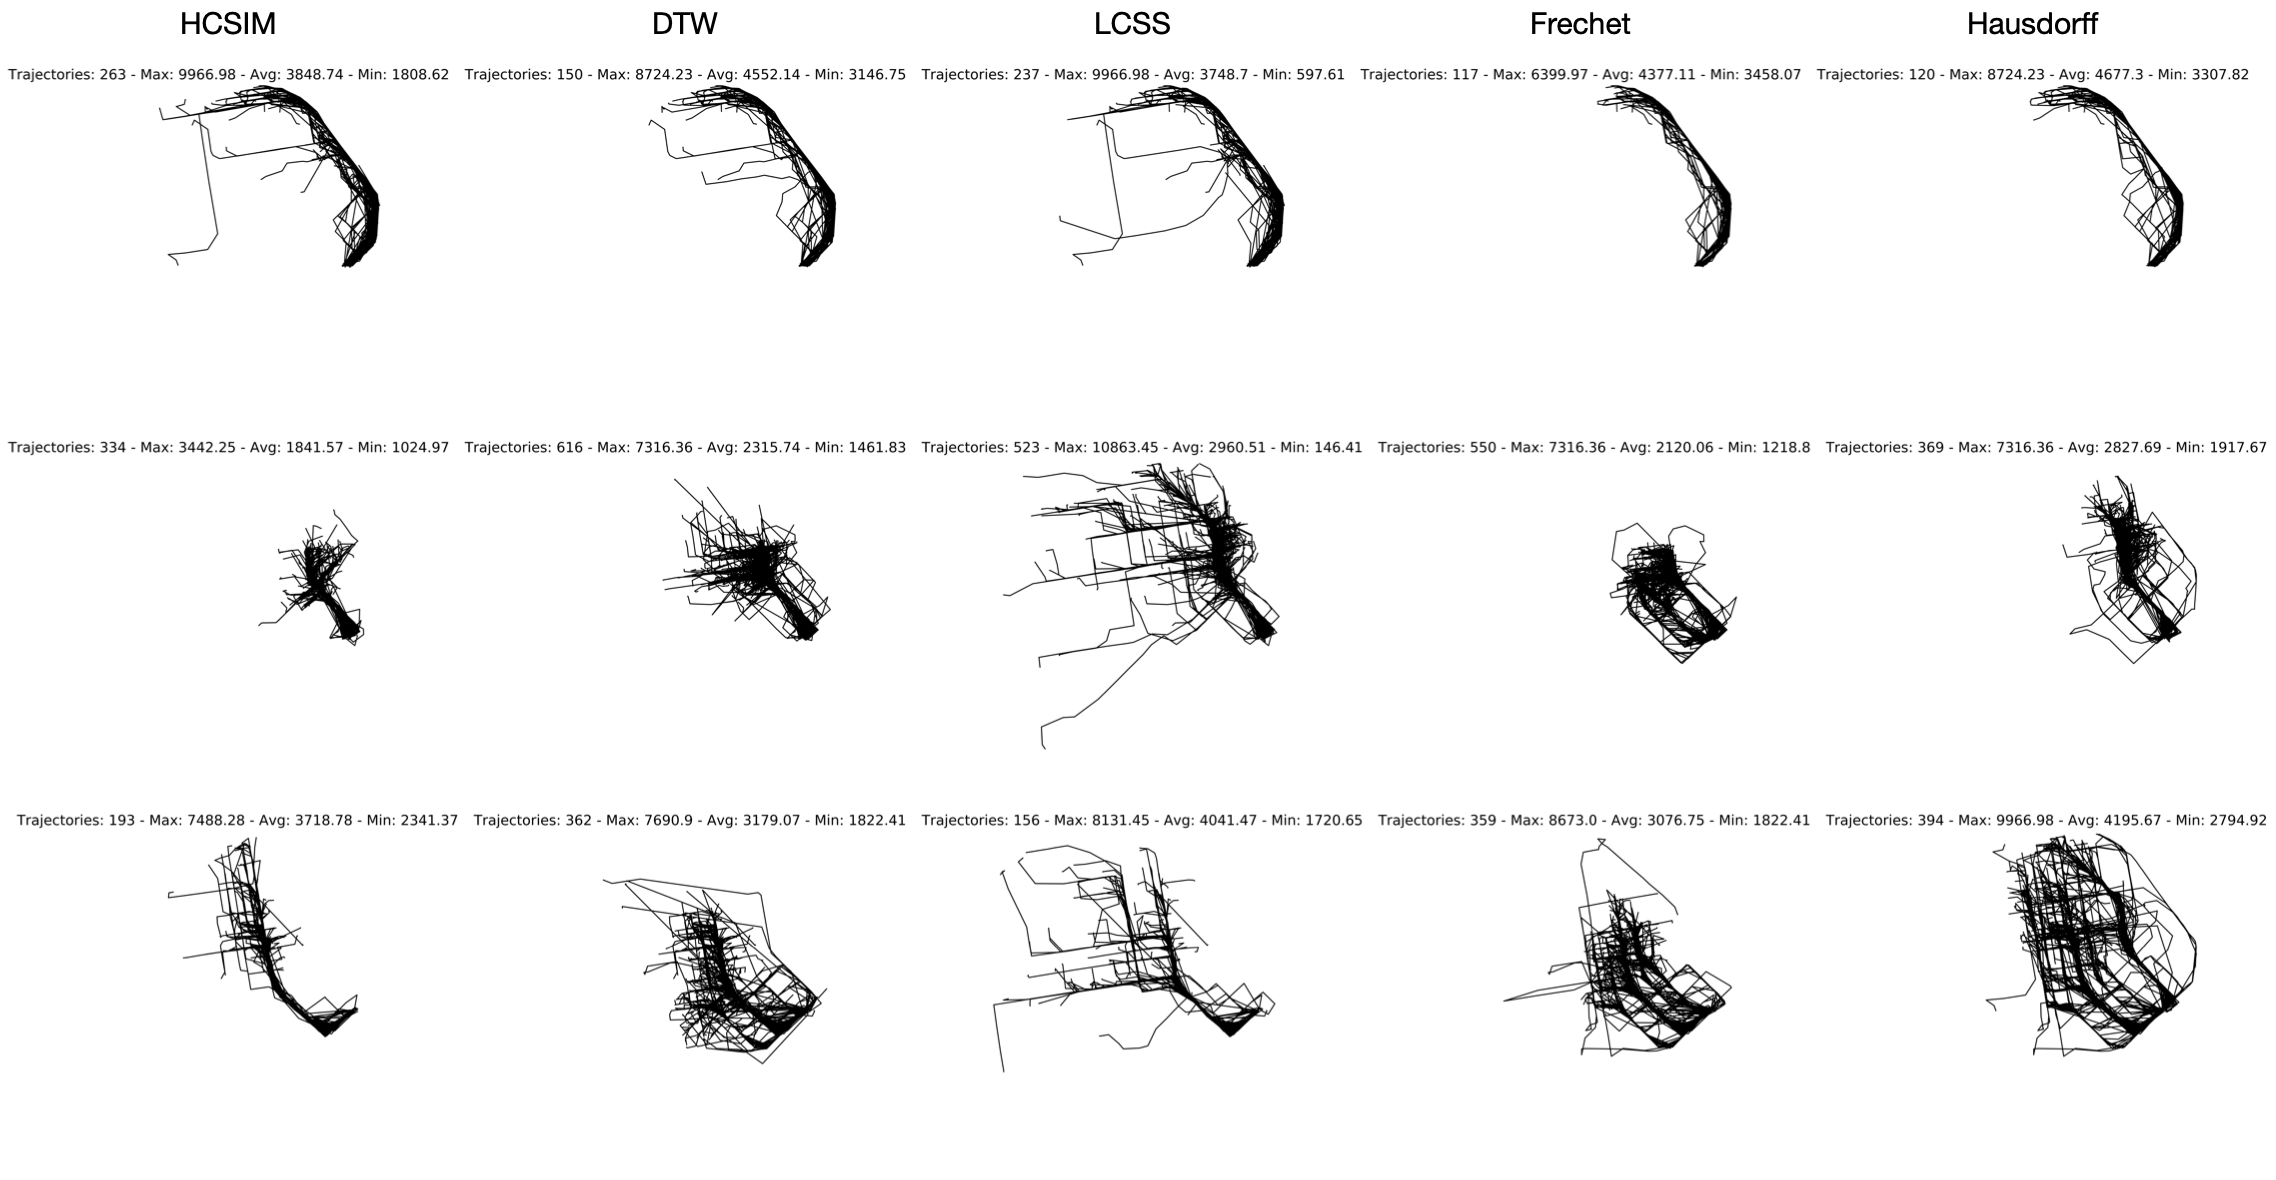 HCSIM DTW LCSS Frechet Hausdorff
Trajectories: 263 - Max: 9966.98 - Avg: 3848.74 - Min: 1808.62 Trajectories: 150 - Max: 8724.23 - Avg: 4552.14 - Min: 3146.75 Trajectories: 237 - Max: 9966.98 - Avg: 3748.7 - Min: 597.61 Trajectories: 117 - Max: 6399.97 - Avg: 4377.11 - Min: 3458.07 Trajectories: 120 - Max: 8724.23 - Avg: 4677.3 - Min: 3307.82
Trajectories: 334 - Max: 3442.25 - Avg: 1841.57 - Min: 1024.97 Trajectories: 616 - Max: 7316.36 - Avg: 2315.74 - Min: 1461.83 Trajectories: 523 - Max: 10863.45 - Avg: 2960.51 - Min: 146.41 Trajectories: 550 - Max: 7316.36 - Avg: 2120.06 - Min: 1218.8 Trajectories: 369 - Max: 7316.36 - Avg: 2827.69 - Min: 1917.67
Trajectories: 193 - Max: 7488.28 - Avg: 3718.78 - Min: 2341.37 Trajectories: 362 - Max: 7690.9 - Avg: 3179.07 - Min: 1822.41 Trajectories: 156 - Max: 8131.45 - Avg: 4041.47 - Min: 1720.65 Trajectories: 359 - Max: 8673.0 - Avg: 3076.75 - Min: 1822.41 Trajectories: 394 - Max: 9966.98 - Avg: 4195.67 - Min: 2794.92